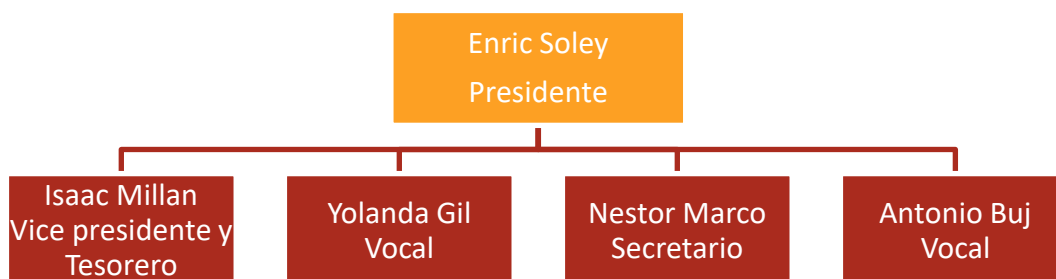 Enric Soley
Presidente
Isaac Millan
Vice presidente y
Tesorero
Yolanda Gil
Vocal
Nestor Marco
Secretario
Antonio Buj
Vocal